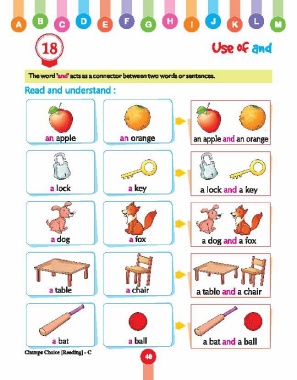 A B C D E F G H I J K L M
18
Use of and
The word "and" acts as a connector between two words or sentences.
Read and understand :
an apple an orange an apple and an orange
a lock a key a lock and a key
a dog a fox a dog and a fox
a table a chair a table and a chair
a bat a ball a bat and a ball
Champs Choice (Reading) - C
48